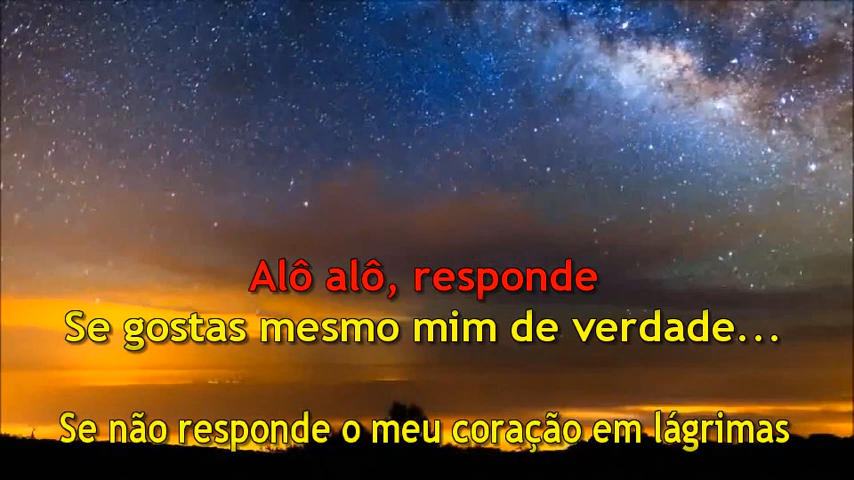 Alô alô, responde
Se gostas mesmo mim de verdade...
Se não responde o meu coração em lágrimas